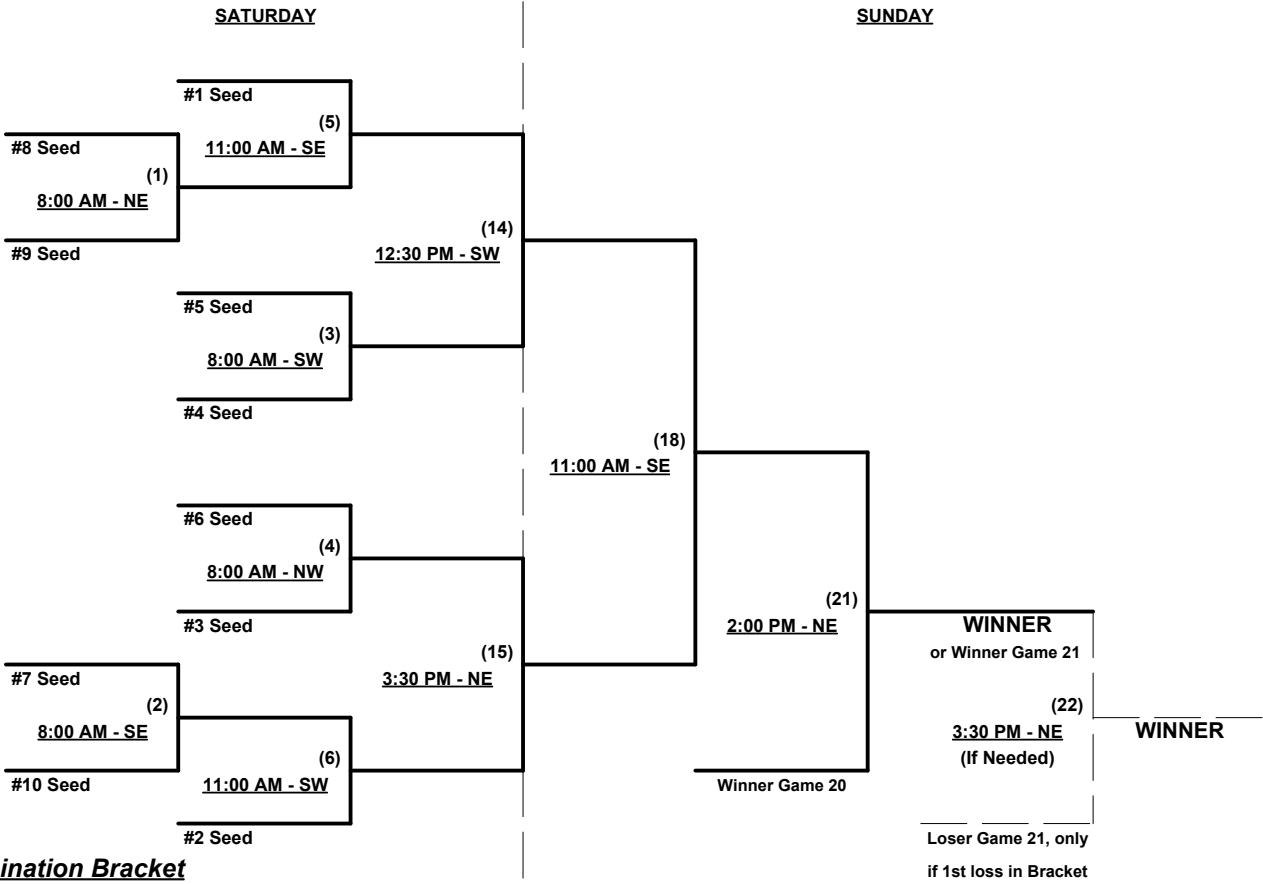 SATURDAY
SUNDAY
#1 Seed
(5)
#8 Seed
11:00 AM - SE
(1)
8:00 AM - NE
(14)
#9 Seed
12:30 PM - SW
#5 Seed
(3)
8:00 AM - SW
#4 Seed
(18)
11:00 AM - SE
#6 Seed
(4)
8:00 AM - NW
(21)
#3 Seed
2:00 PM - NE
WINNER
(15)
or Winner Game 21
#7 Seed
3:30 PM - NE
(2)
(22)
8:00 AM - SE
3:30 PM - NE
WINNER
(6)
(If Needed)
#10 Seed
11:00 AM - SW
Winner Game 20
#2 Seed
Loser Game 21, only
ination Bracket
if 1st loss in Bracket